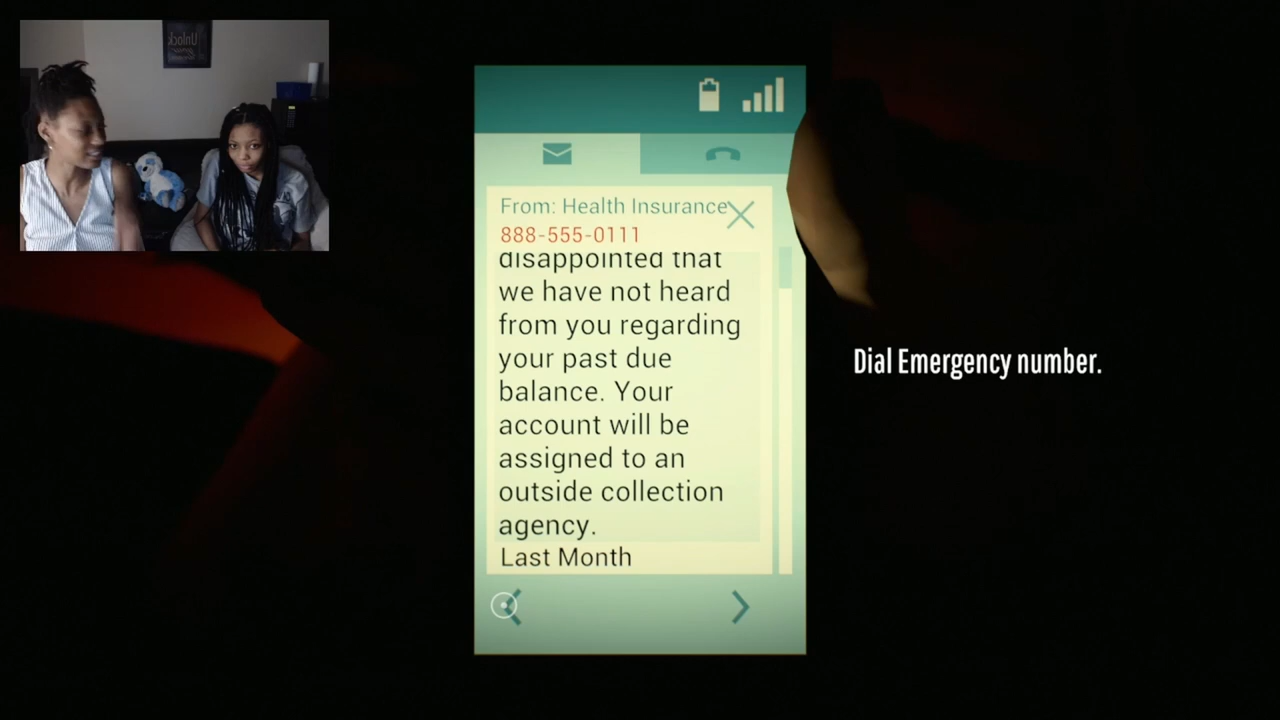 Unlock
From: Health Insurance
888-555-0111
disappointed that
we have not heard
from you regarding
your past due
balance. Your
account will be
assigned to an
outside collection
agency.
Last Month
Dial Emergency number.